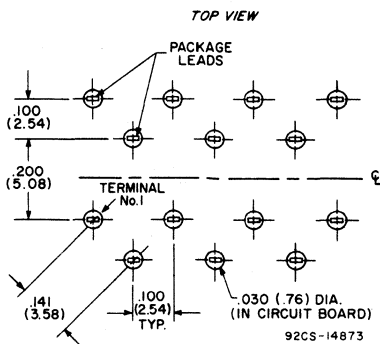 TOP VIEW
PACKAGE
LEADS
.100
(2.54)
.200
(5.08)
℄
TERMINAL
No.1
.141
(3.58)
.100
(2.54)
TYP.
.030 (.76) DIA.
(IN CIRCUIT BOARD)
92CS-14873